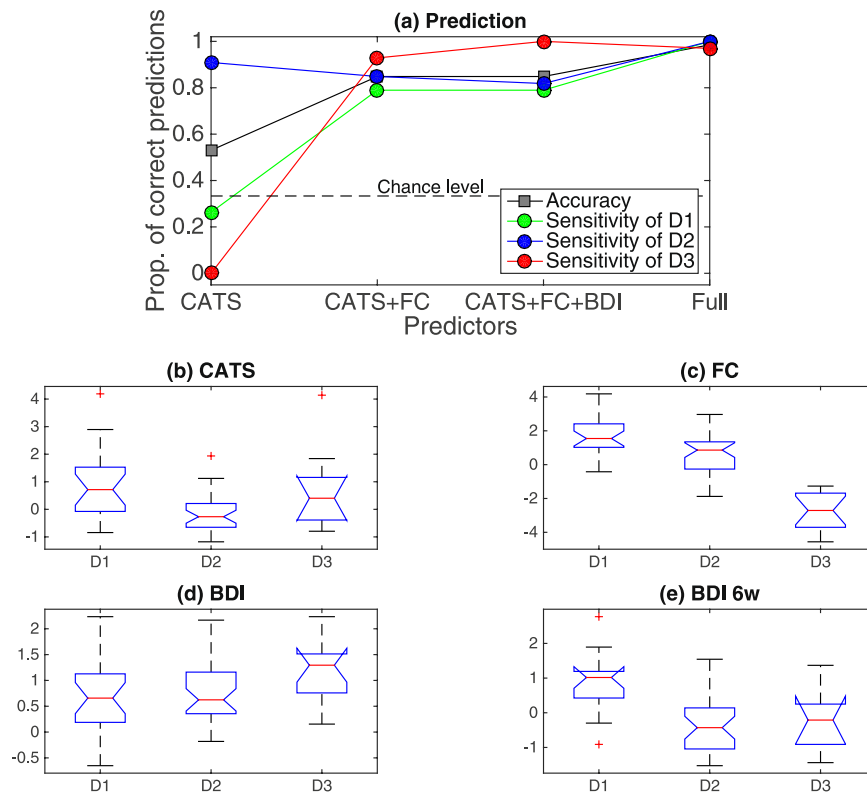 (a) Prediction
Prop. of correct predictions
1
0.8
0.6
0.4
0.2
0
Chance level
Accuracy
Sensitivity of D1
Sensitivity of D2
Sensitivity of D3
CATS CATS+FC CATS+FC+BDI Full
Predictors
(b) CATS
4
3
2
1
0
-1
D1 D2 D3
(c) FC
4
2
0
-2
-4
D1 D2 D3
(d) BDI
2
1.5
1
0.5
0
-0.5
D1 D2 D3
(e) BDI 6w
2
1
0
-1
D1 D2 D3